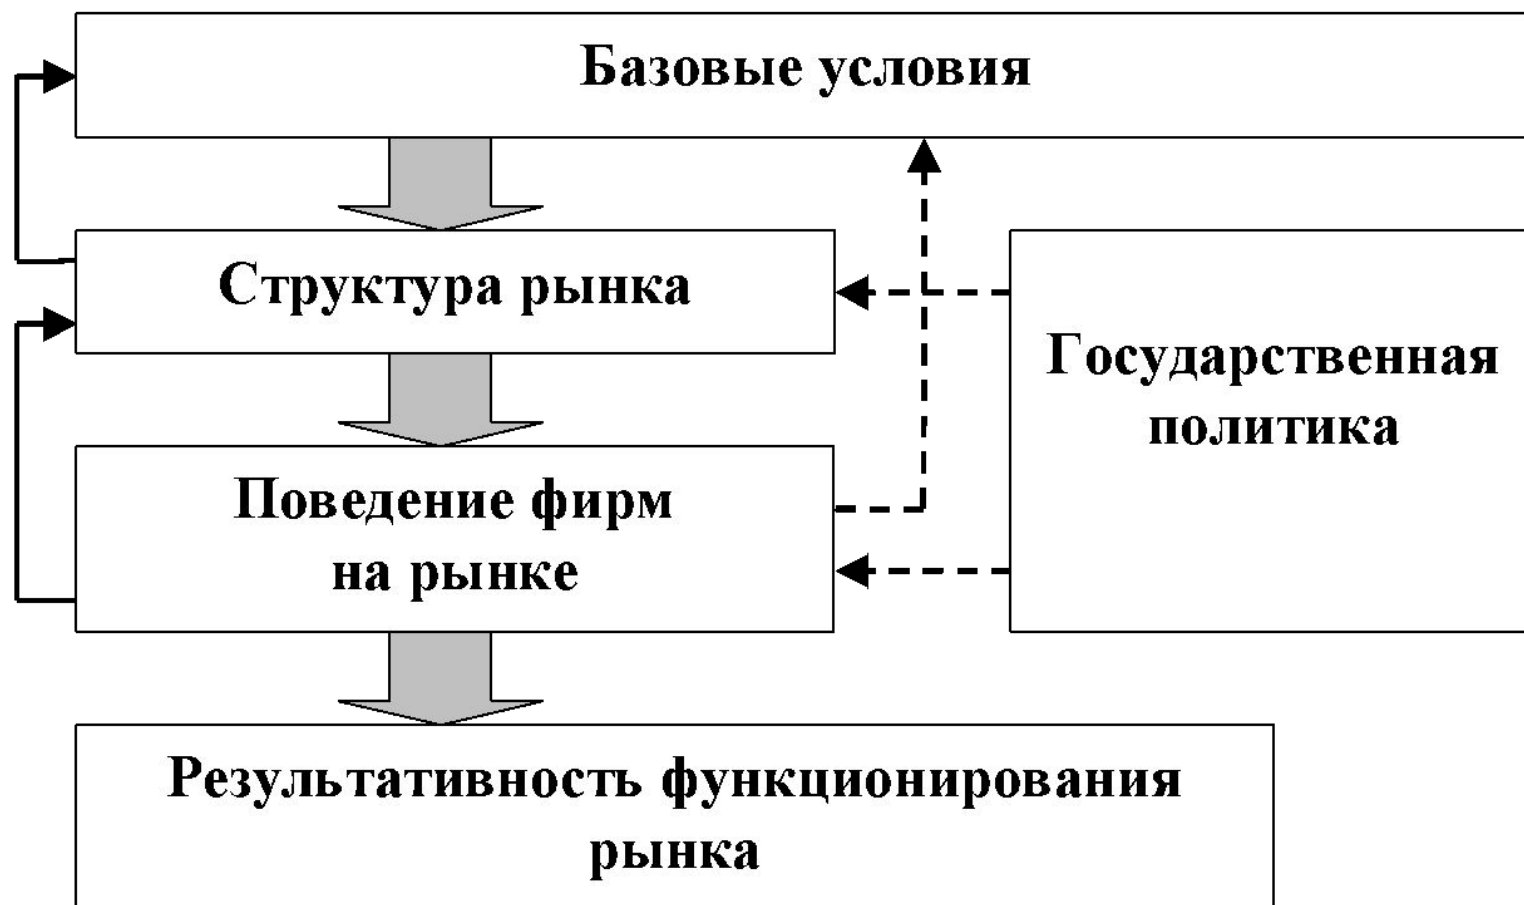 Базовые условия
Структура рынка
Государственная
политика
Поведение фирм
на рынке
Результативность функционирования
рынка